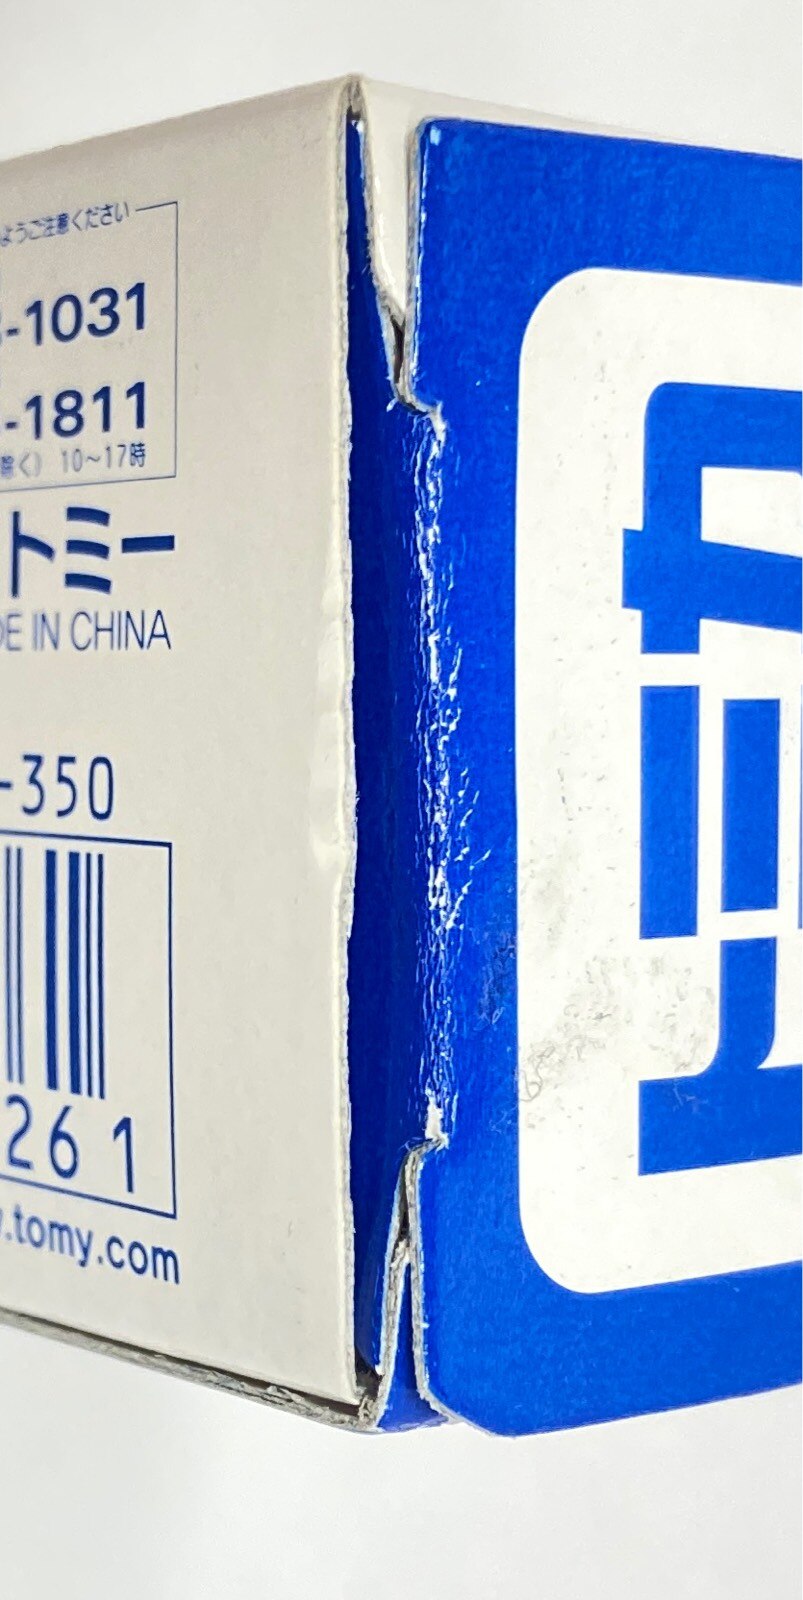 ようご注意ください
-1031
-1811
除く) 10~17時
トミー
DE IN CHINA
-350
261
.tomy.com